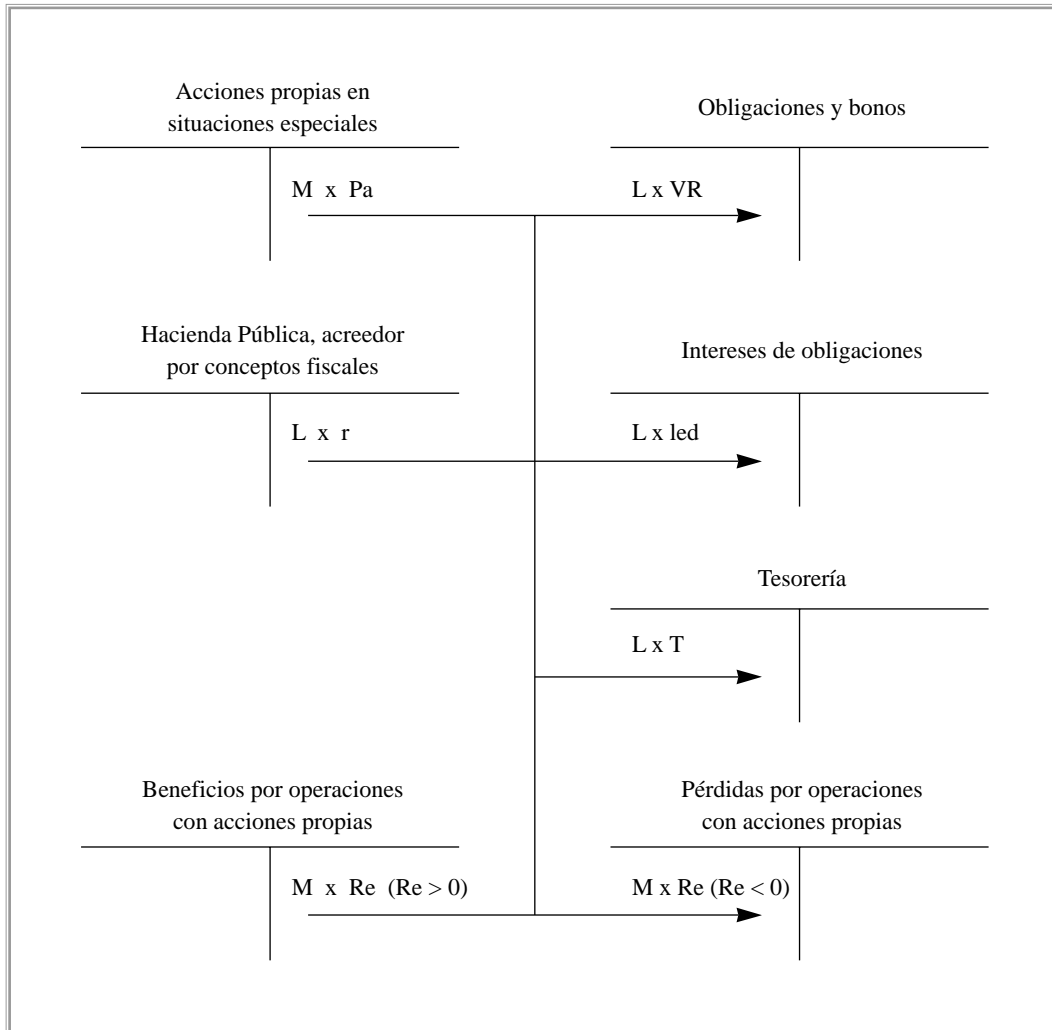 Acciones propias en
situaciones especiales
Obligaciones y bonos
M x Pa
L x VR
Hacienda Pública, acreedor
por conceptos fiscales
Intereses de obligaciones
L x r
L x led
Tesorería
L x T
Beneficios por operaciones
con acciones propias
Pérdidas por operaciones
con acciones propias
M x Re (Re > 0)
M x Re (Re < 0)